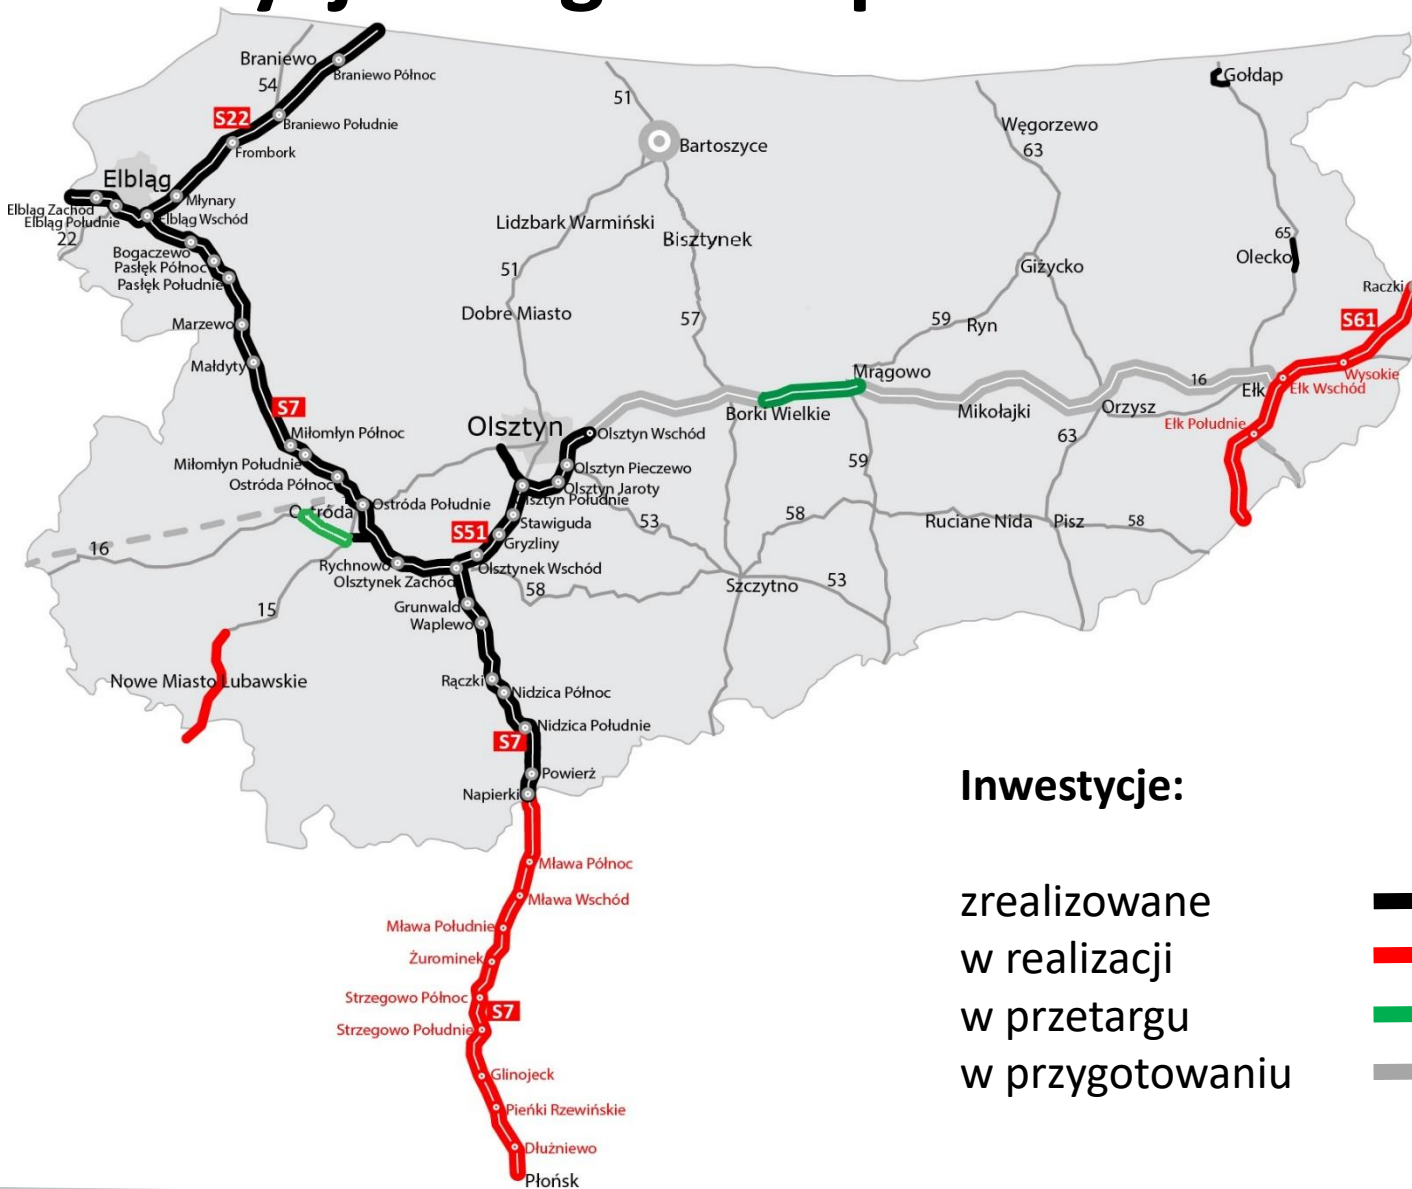 Braniewo
Braniewo Północ
54
S22
Braniewo Południe
Frombork
Elbląg
Młynary
Elbląg Zachód
Elbląg Południe
Elbląg Wschód
22
Bogaczewo
Pasłęk Północ
Pasłęk Południe
Marzewo
Małdyty
S7
Miłomłyn Północ
Miłomłyn Południe
Ostróda Północ
Ostróda Południe
Ostróda
16
15
Rychnowo
Olsztynek Zachód
Olsztynek Wschód
S51
Gryzliny
Stawiguda
Olsztyn Południe
Olsztyn Jaroty
Olsztyn Pieczewo
Olsztyn Wschód
Olsztyn
51
Bartoszyce
Lidzbark Warmiński
Bisztynek
51
Dobre Miasto
57
Węgorzewo
63
Giżycko
59
Ryn
Mrągowo
Borki Wielkie
Mikołajki
Orzysz
16
Ełk
Ełk Wschód
Ełk Południe
Wysokie
S61
Raczki
Olecko
65
Gołdap
63
59
58
53
Ruciane Nida
Pisz
58
Szczytno
53
58
Grunwald
Waplewo
Rączki
Nidzica Północ
Nidzica Południe
S7
Powierż
Napierki
Nowe Miasto Lubawskie
Mława Północ
Mława Wschód
Mława Południe
Żurominek
Strzegowo Północ
S7
Strzegowo Południe
Glinojeck
Pieńki Rzewińskie
Dłużniewo
Płońsk
Inwestycje:
zrealizowane
w realizacji
w przetargu
w przygotowaniu